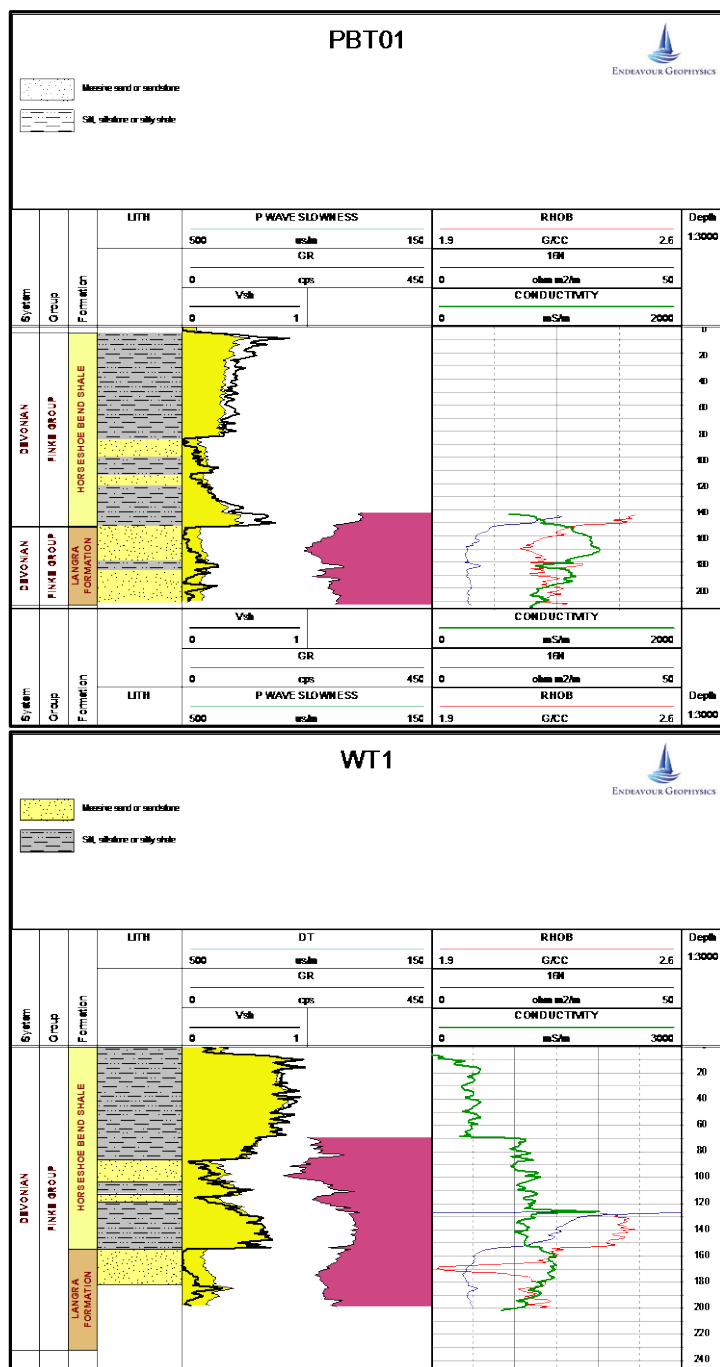 PBT01
ENDEAVOUR GEOPHYSICS
Massive sand or sandstone
Silt, siltstone or silty shale
System Group Formation LITH P WAVE SLOWNESS RHOB Depth
500 us/m 150 1.9 G/CC 2.6 1:3000
GR 16N
0 cps 450 0 ohm m2/m 50
Vsh CONDUCTIVITY
0 1 0 mS/m 2000
0
20
40
60
80
100
120
140
160
180
200
DEVONIAN FINKE GROUP HORSESHOE BEND SHALE
DEVONIAN FINKE GROUP LANGRA FORMATION
Vsh CONDUCTIVITY
0 1 0 mS/m 2000
GR 16N
0 cps 450 0 ohm m2/m 50
System Group Formation LITH P WAVE SLOWNESS RHOB Depth
500 us/m 150 1.9 G/CC 2.6 1:3000
WT1
ENDEAVOUR GEOPHYSICS
Massive sand or sandstone
Silt, siltstone or silty shale
System Group Formation LITH DT RHOB Depth
500 us/m 150 1.9 G/CC 2.6 1:3000
GR 16N
0 cps 450 0 ohm m2/m 50
Vsh CONDUCTIVITY
0 1 0 mS/m 3000
20
40
60
80
100
120
140
160
180
200
220
240
DEVONIAN FINKE GROUP HORSESHOE BEND SHALE
LANGRA FORMATION